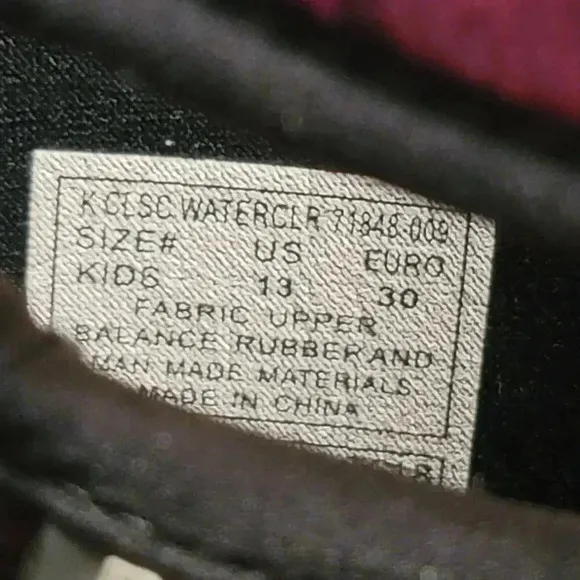 K CLSC WATERCLR 71848-009
SIZE# US EURO
KIDS 13 30
FABRIC UPPER
BALANCE RUBBER AND
MAN MADE MATERIALS
MADE IN CHINA